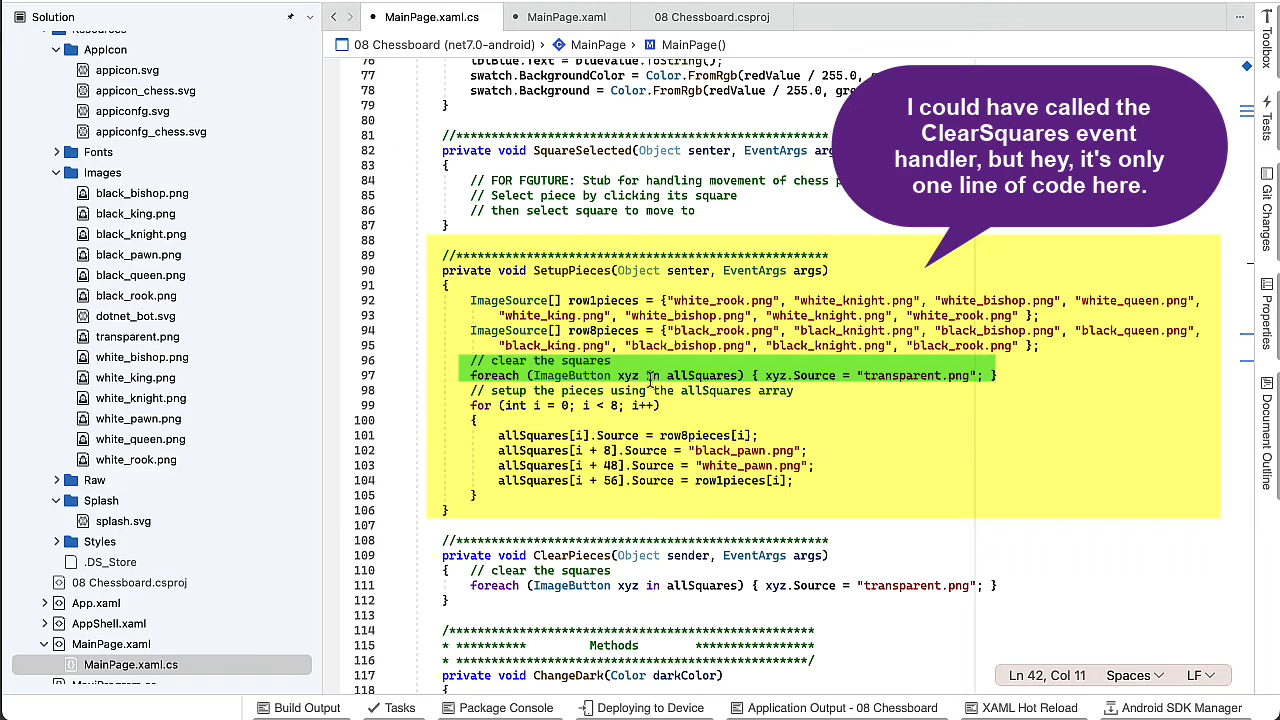 Solution
MainPage.xaml.cs
MainPage.xaml
08 Chessboard.csproj
08 Chessboard (net7.0-android)
MainPage
M
MainPage()
Resources
AppIcon
appicon.svg
appicon_chess.svg
appiconfg.svg
appiconfg_chess.svg
Fonts
Images
black_bishop.png
black_king.png
black_knight.png
black_pawn.png
black_queen.png
black_rook.png
dotnet_bot.svg
transparent.png
white_bishop.png
white_king.png
white_knight.png
white_pawn.png
white_queen.png
white_rook.png
Raw
Splash
splash.svg
Styles
.DS_Store
08 Chessboard.csproj
App.xaml
AppShell.xaml
MainPage.xaml
MainPage.xaml.cs
76 lblBlue.Text = blueValue.ToString();
77 swatch.BackgroundColor = Color.FromRgb(redValue / 255.0, g
78 swatch.Background = Color.FromRgb(redValue / 255.0, gre
79 }
80
81 //*****************************************************
82 private void SquareSelected(Object senter, EventArgs ar
83 {
84 // FOR FGUTURE: Stub for handling movement of chess p
85 // Select piece by clicking its square
86 // then select square to move to
87 }
88
89 //*****************************************************
90 private void SetupPieces(Object senter, EventArgs args)
91 {
92 ImageSource[] row1pieces = {"white_rook.png", "white_knight.png", "white_bishop.png", "white_queen.png",
93 "white_king.png", "white_bishop.png", "white_knight.png", "white_rook.png" };
94 ImageSource[] row8pieces = {"black_rook.png", "black_knight.png", "black_bishop.png", "black_queen.png",
95 "black_king.png", "black_bishop.png", "black_knight.png", "black_rook.png" };
96 // clear the squares
97 foreach (ImageButton xyz in allSquares) { xyz.Source = "transparent.png"; }
98 // setup the pieces using the allSquares array
99 for (int i = 0; i < 8; i++)
100 {
101 allSquares[i].Source = row8pieces[i];
102 allSquares[i + 8].Source = "black_pawn.png";
103 allSquares[i + 48].Source = "white_pawn.png";
104 allSquares[i + 56].Source = row1pieces[i];
105 }
106 }
107
108 //*****************************************************
109 private void ClearPieces(Object sender, EventArgs args)
110 { // clear the squares
111 foreach (ImageButton xyz in allSquares) { xyz.Source = "transparent.png"; }
112 }
113
114 /****************************************************
115 * ********** Methods *****************
116 * **************************************************/
117 private void ChangeDark(Color darkColor)
118 {
I could have called the
ClearSquares event
handler, but hey, it's only
one line of code here.
Toolbox
Tests
Git Changes
Properties
Document Outline
Ln 42, Col 11
Spaces
LF
Build Output
Tasks
Package Console
Deploying to Device
Application Output - 08 Chessboard
XAML Hot Reload
Android SDK Manager